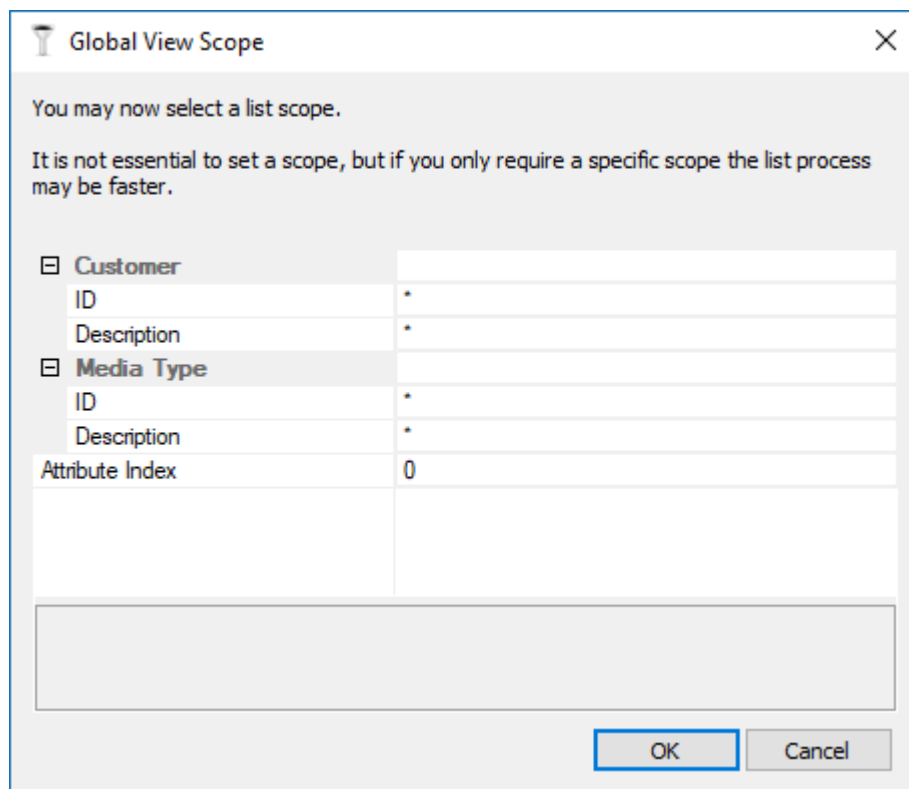 Global View Scope
You may now select a list scope.
It is not essential to set a scope, but if you only require a specific scope the list process
may be faster.
Customer
ID *
Description *
Media Type
ID *
Description *
Attribute Index 0
OK Cancel